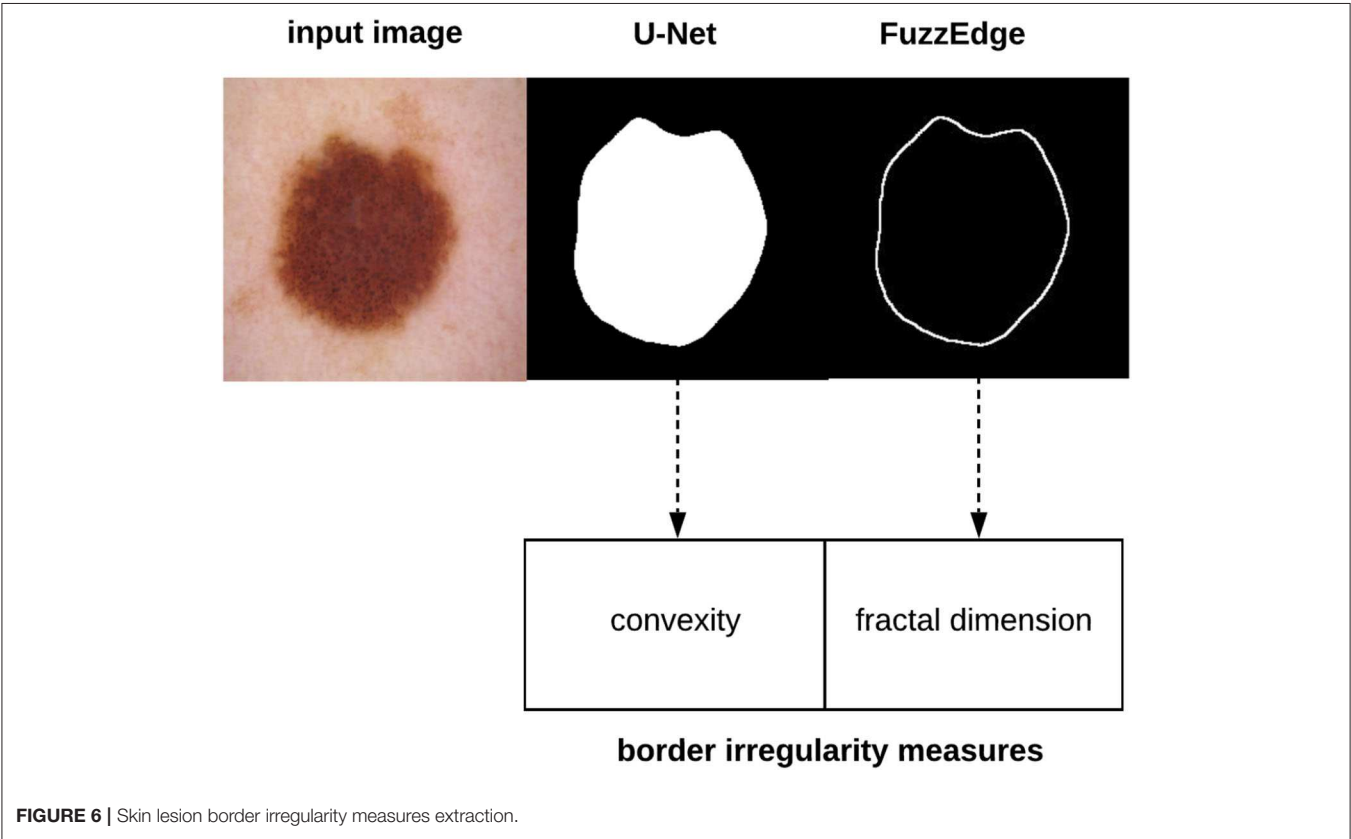 input image U-Net FuzzEdge
convexity fractal dimension
border irregularity measures
FIGURE 6 | Skin lesion border irregularity measures extraction.